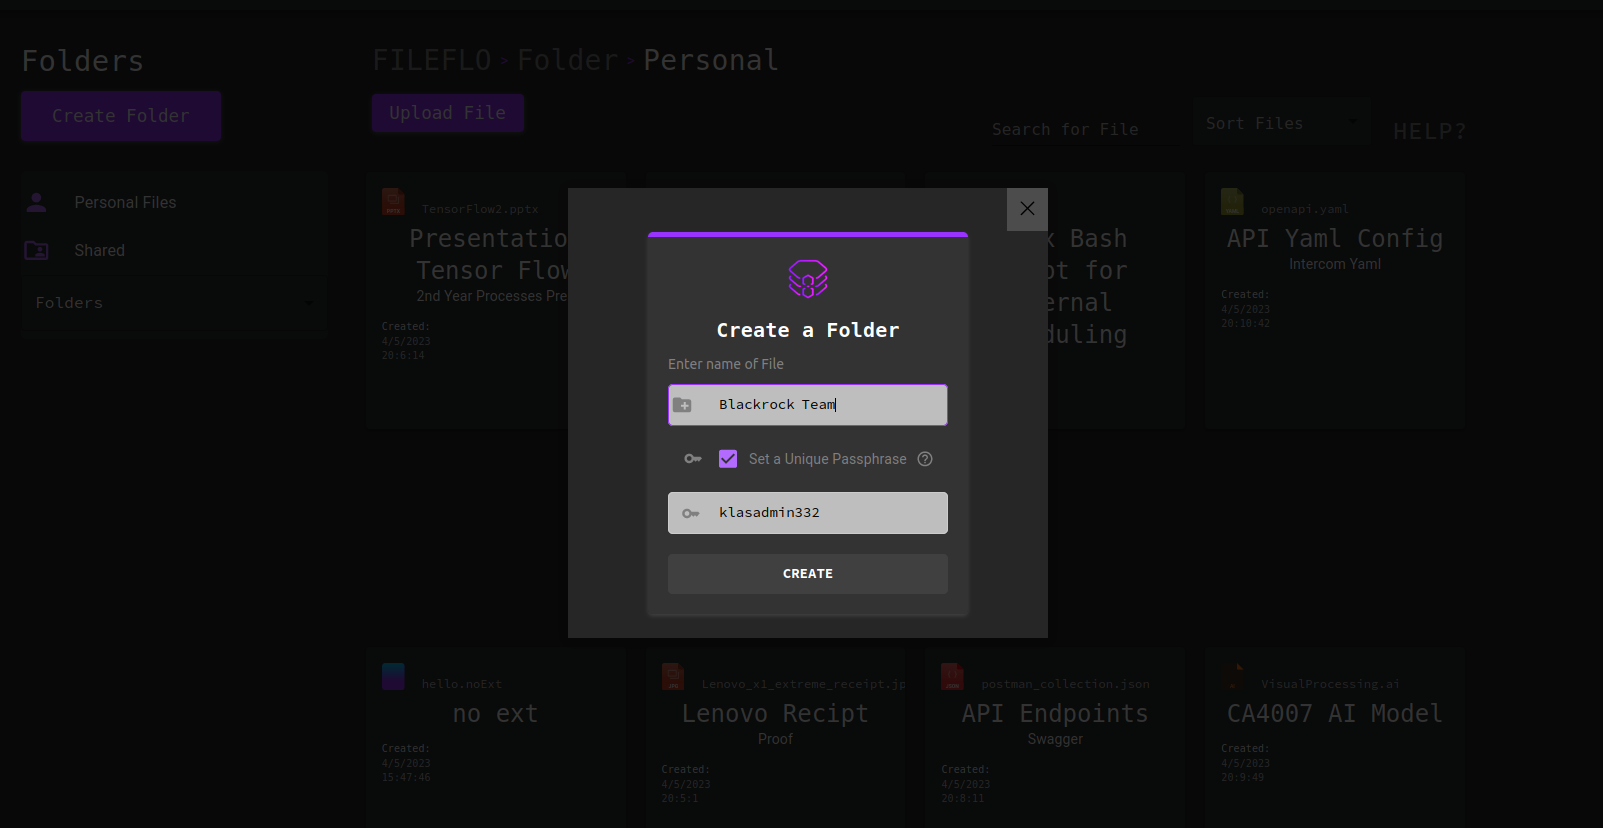 Folders
Create Folder
Personal Files
Shared
Folders
FILEFLO > Folder > Personal
Upload File
Search for File
Sort Files
HELP?
TensorFlow2.pptx
Presentatio
Tensor Flow
2nd Year Processes Pre
Created:
4/5/2023
20:6:14
x Bash
pt for
ernal
duling
openapi.yaml
API Yaml Config
Intercom Yaml
Created:
4/5/2023
20:10:42
Create a Folder
Enter name of File
Blackrock Team
Set a Unique Passphrase
klasadmin332
CREATE
hello.noExt
no ext
Created:
4/5/2023
15:47:46
Lenovo_x1_extreme_receipt.jp
Lenovo Recipt
Proof
Created:
4/5/2023
20:5:1
postman_collection.json
API Endpoints
Swagger
Created:
4/5/2023
20:8:11
VisualProcessing.ai
CA4007 AI Model
Created:
4/5/2023
20:9:49